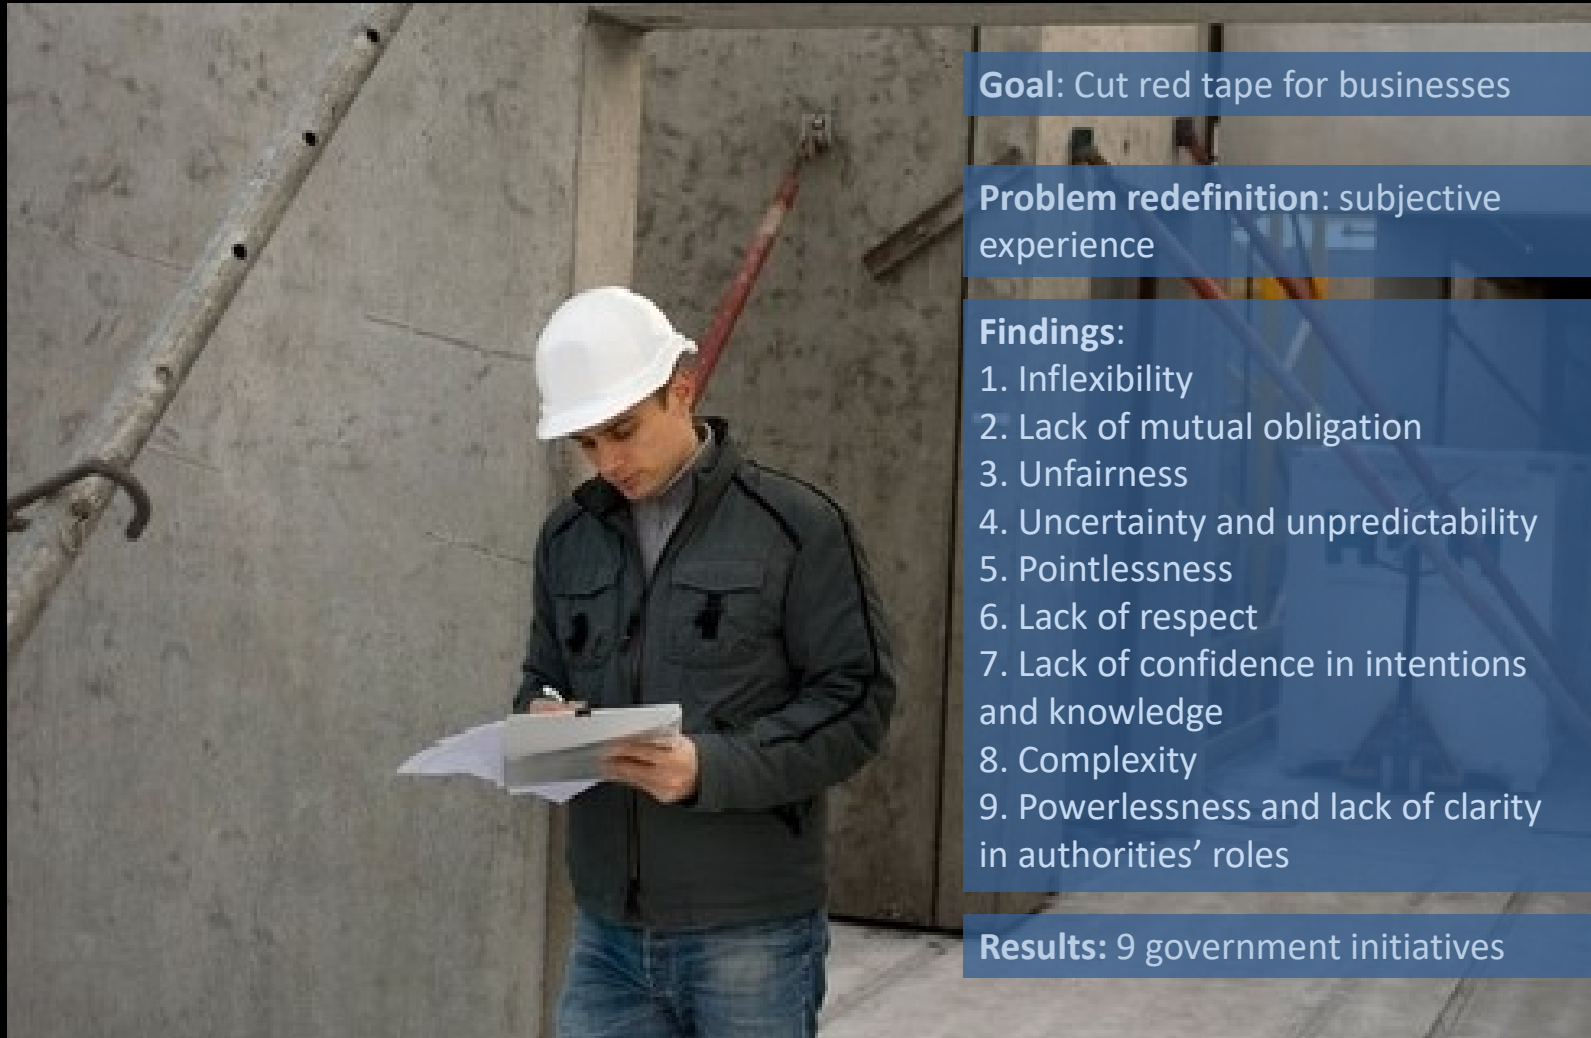 Goal: Cut red tape for businesses
Problem redefinition: subjective
experience
Findings:
1. Inflexibility
2. Lack of mutual obligation
3. Unfairness
4. Uncertainty and unpredictability
5. Pointlessness
6. Lack of respect
7. Lack of confidence in intentions
and knowledge
8. Complexity
9. Powerlessness and lack of clarity
in authorities’ roles
Results: 9 government initiatives